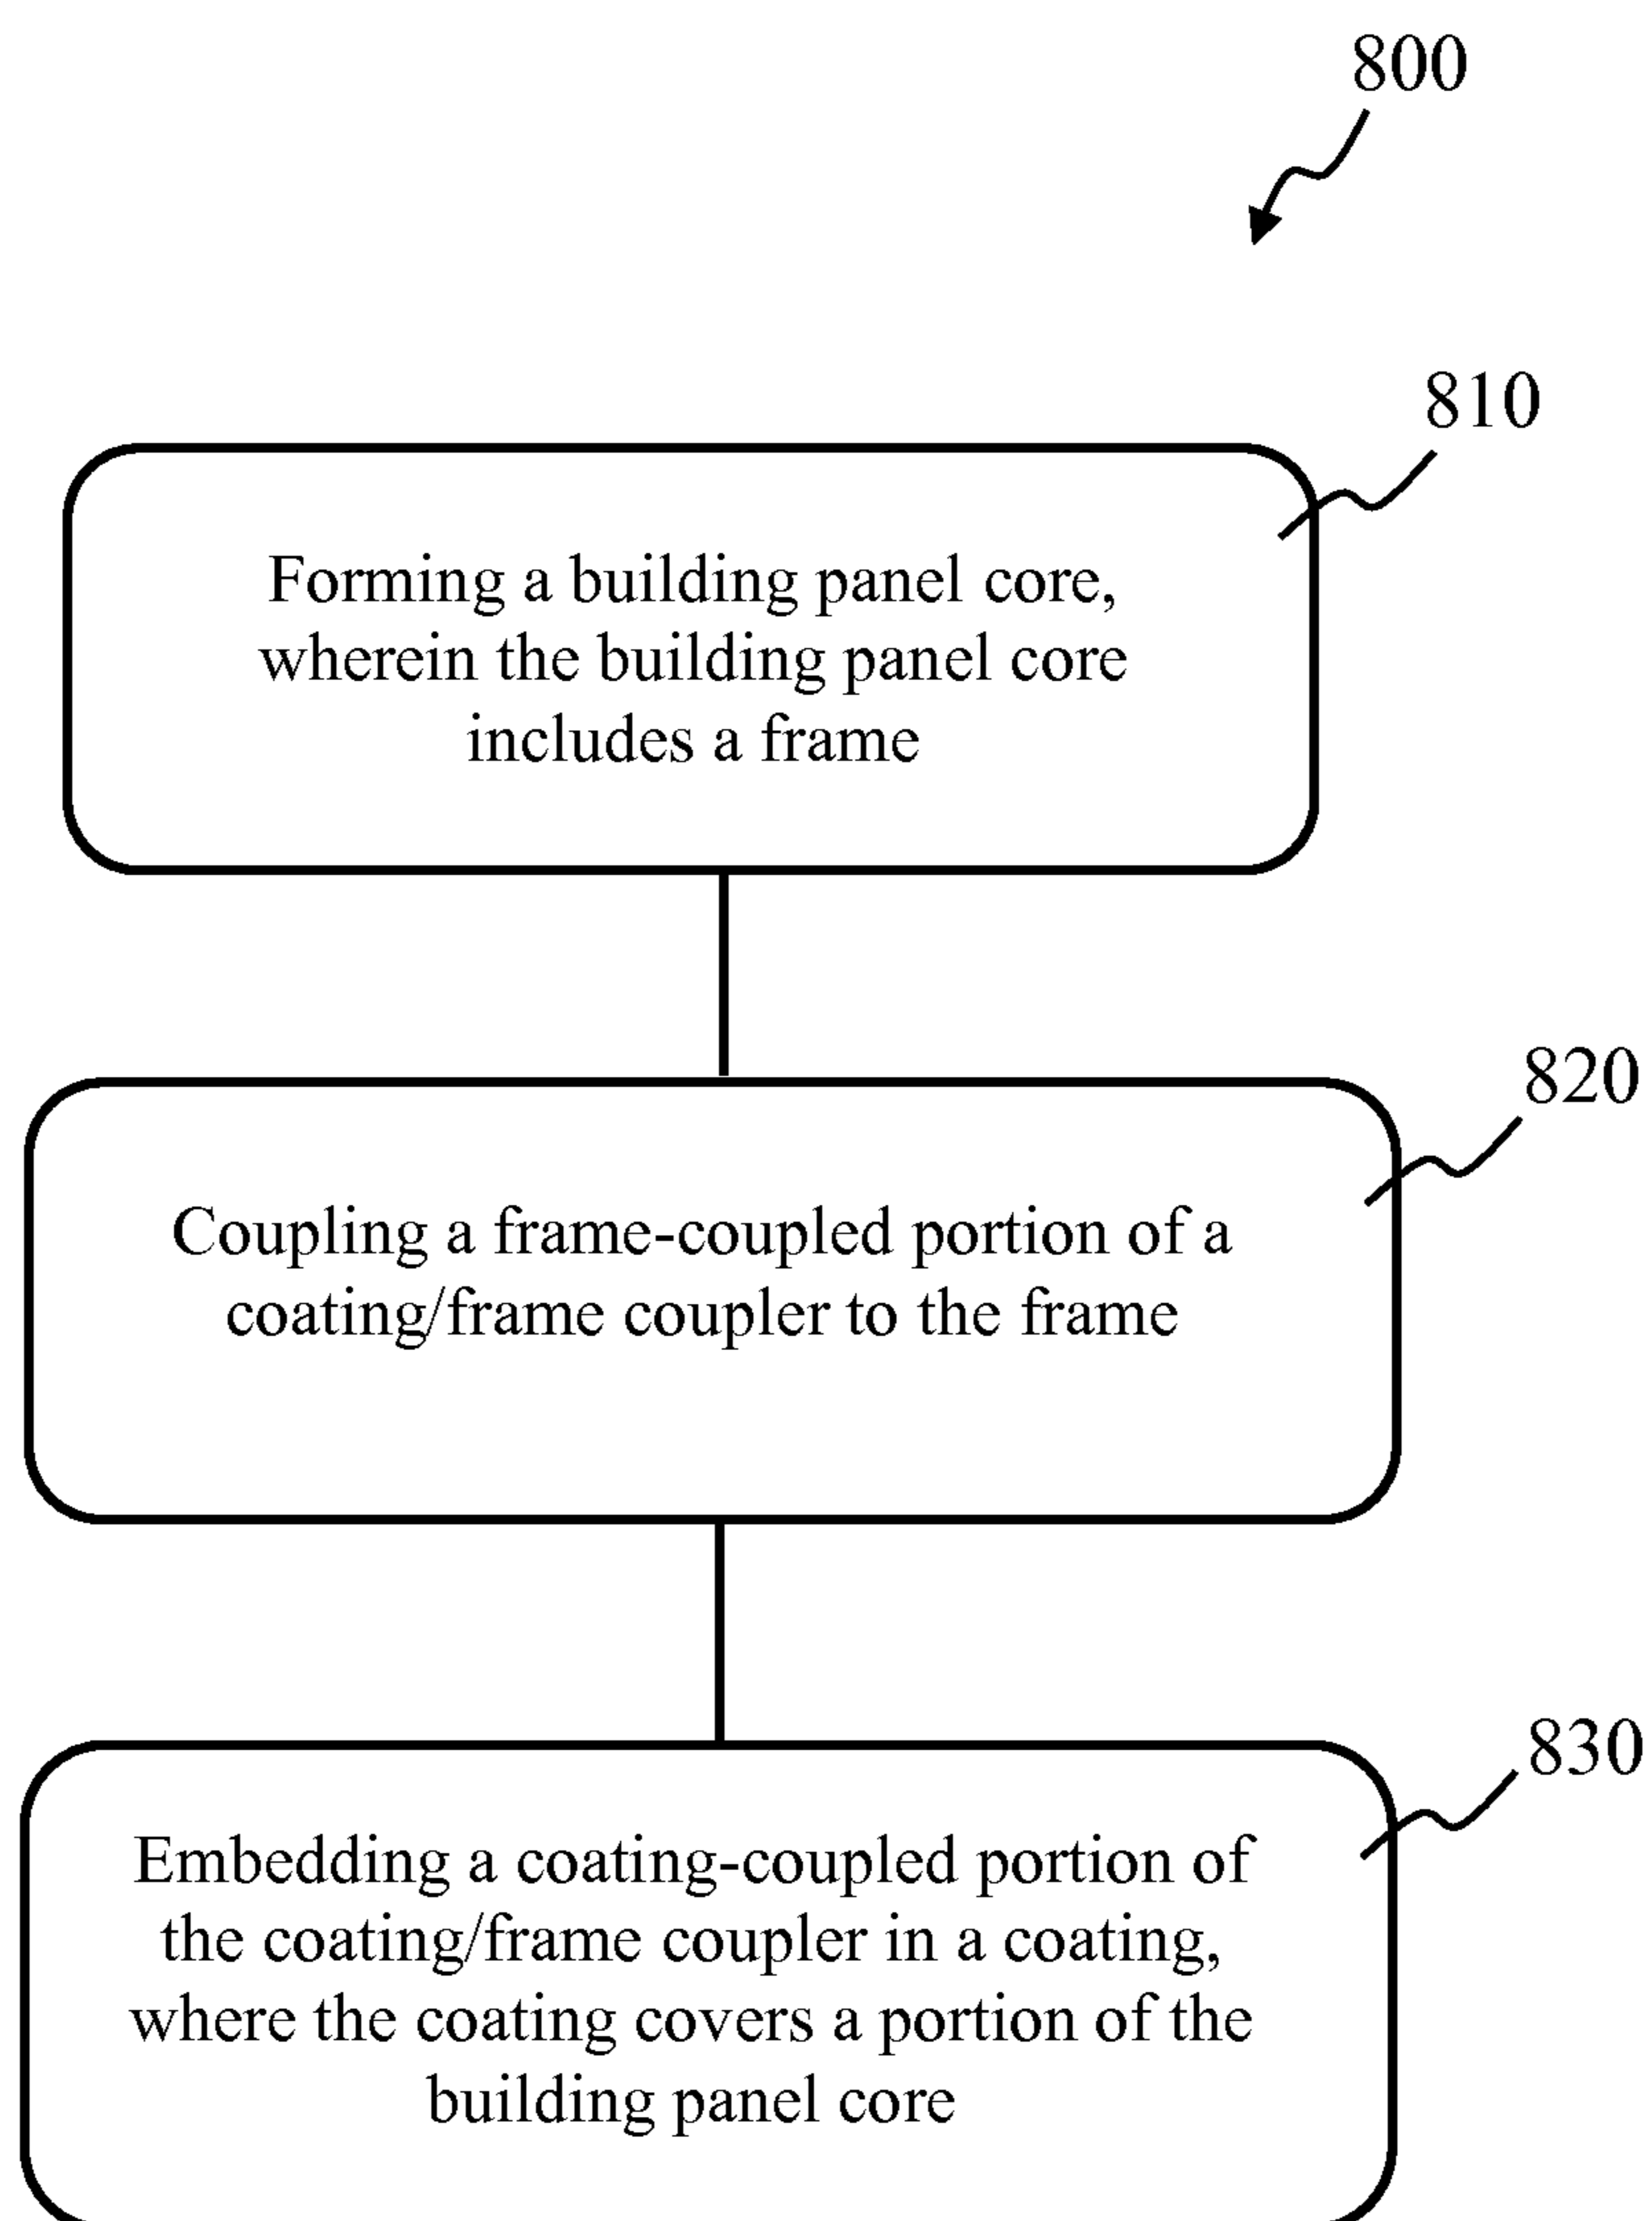 800
810
Forming a building panel core,
wherein the building panel core
includes a frame
820
Coupling a frame-coupled portion of a
coating/frame coupler to the frame
830
Embedding a coating-coupled portion of
the coating/frame coupler in a coating,
where the coating covers a portion of the
building panel core